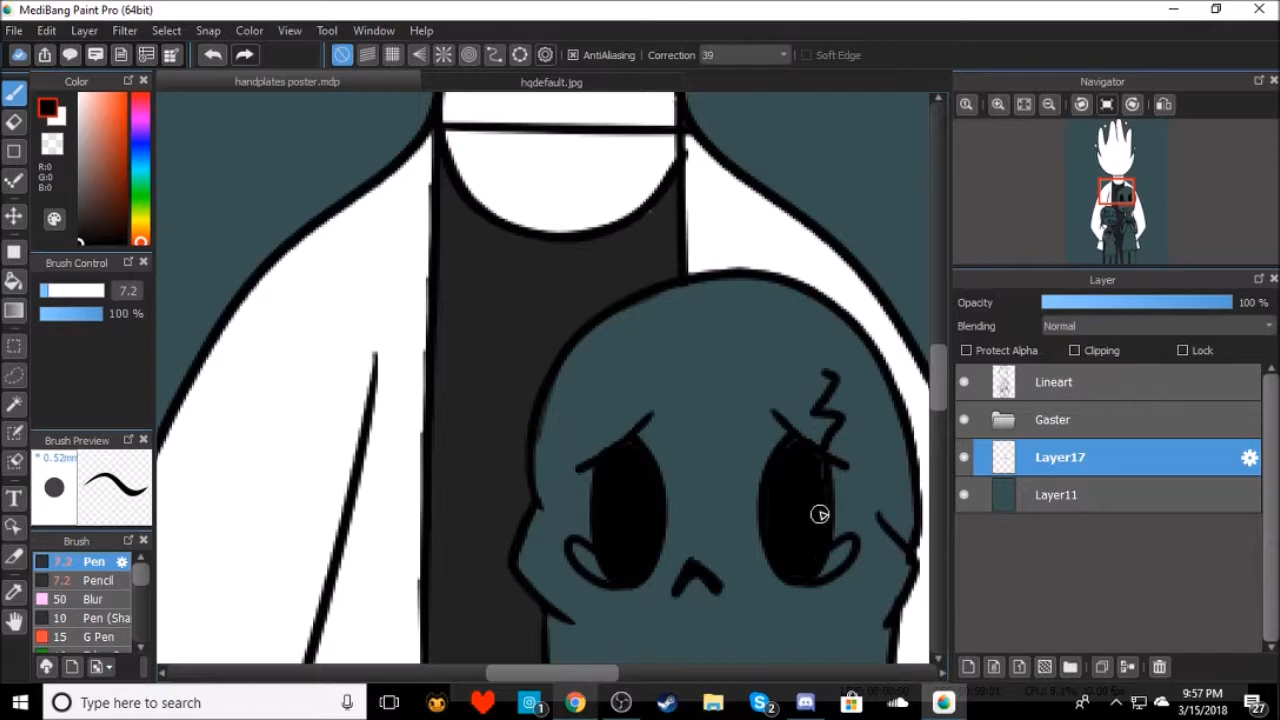 MediBang Paint Pro (64bit)
File Edit Layer Filter Select Snap Color View Tool Window Help
AntiAliasing Correction 39 Soft Edge
Color
handplates poster.mdp
hqdefault.jpg
Navigator
R:0
G:0
B:0
Brush Control
7.2
100 %
Layer
Opacity 100 %
Blending Normal
Protect Alpha Clipping Lock
Lineart
Gaster
Layer17
Layer11
Brush Preview
* 0.52mm
T
Brush
7.2 Pen
7.2 Pencil
50 Blur
10 Pen (Sha
15 G Pen
Type here to search
1
2
9:57 PM
3/15/2018
27